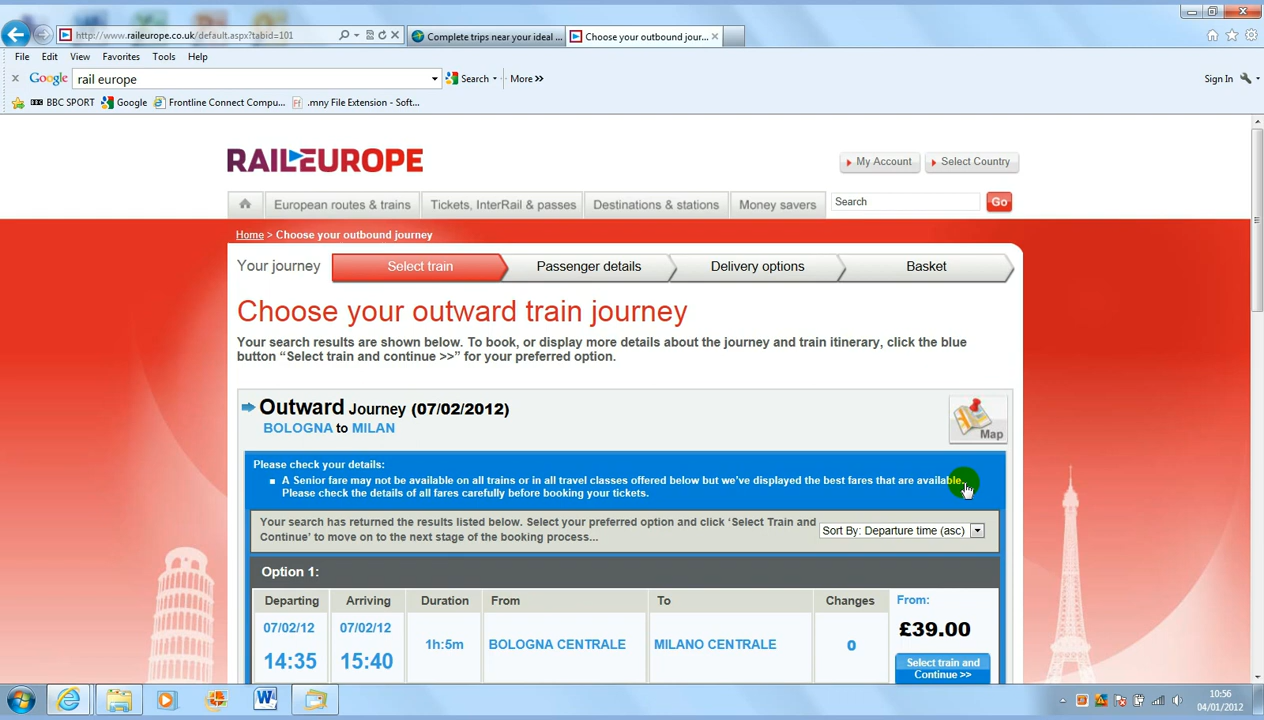 http://www.raileurope.co.uk/default.aspx?tabid=101
Complete trips near your ideal ...
Choose your outbound jour...
File Edit View Favorites Tools Help
Google rail europe Search More >> Sign In
BBC SPORT Google Frontline Connect Compu... .mny File Extension - Soft...
RAILEUROPE
My Account Select Country
European routes & trains Tickets, InterRail & passes Destinations & stations Money savers Search Go
Home > Choose your outbound journey
Your journey Select train Passenger details Delivery options Basket
Choose your outward train journey
Your search results are shown below. To book, or display more details about the journey and train itinerary, click the blue
button “Select train and continue >>” for your preferred option.
Outward Journey (07/02/2012)
BOLOGNA to MILAN
Map
Please check your details:
A Senior fare may not be available on all trains or in all travel classes offered below but we've displayed the best fares that are available.
Please check the details of all fares carefully before booking your tickets.
Your search has returned the results listed below. Select your preferred option and click ‘Select Train and
Continue’ to move on to the next stage of the booking process...
Sort By: Departure time (asc)
Option 1:
Departing Arriving Duration From To Changes From:
07/02/12 07/02/12
14:35 15:40 1h:5m BOLOGNA CENTRALE MILANO CENTRALE 0 £39.00
Select train and
Continue >>
10:56
04/01/2012